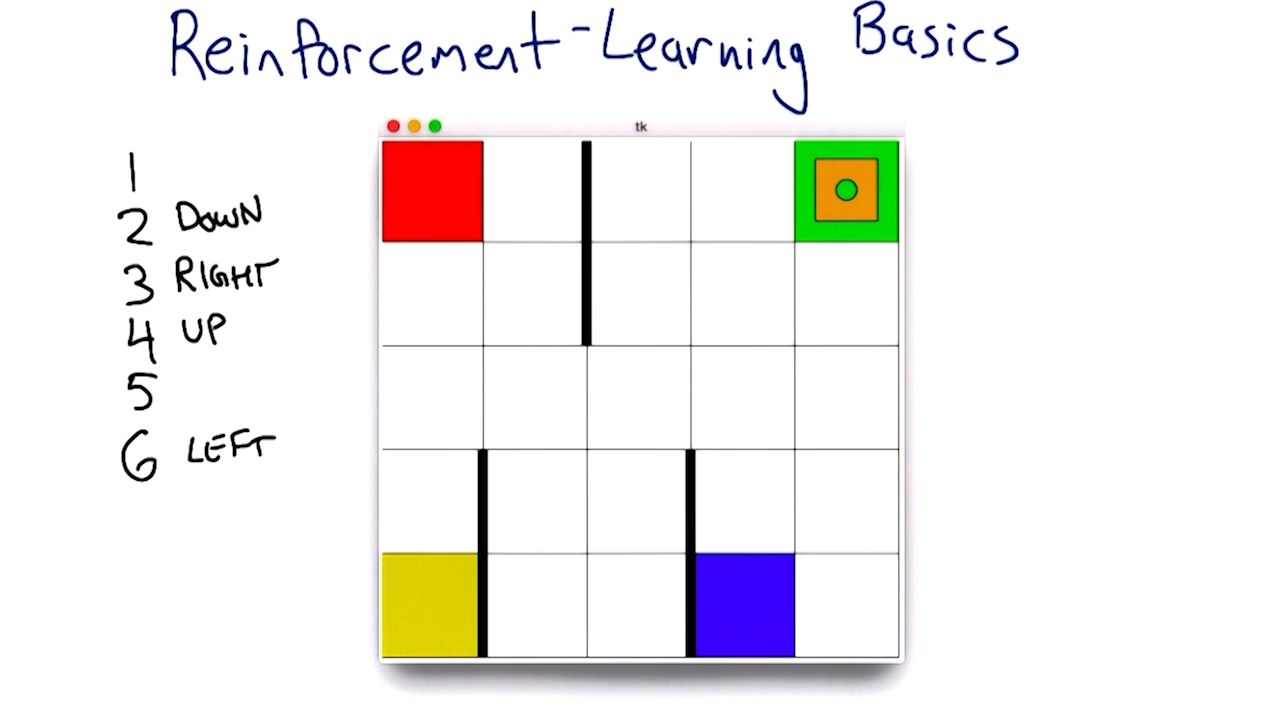 Reinforcement-Learning Basics
tk
1
2 DOWN
3 RIGHT
4 UP
5
6 LEFT